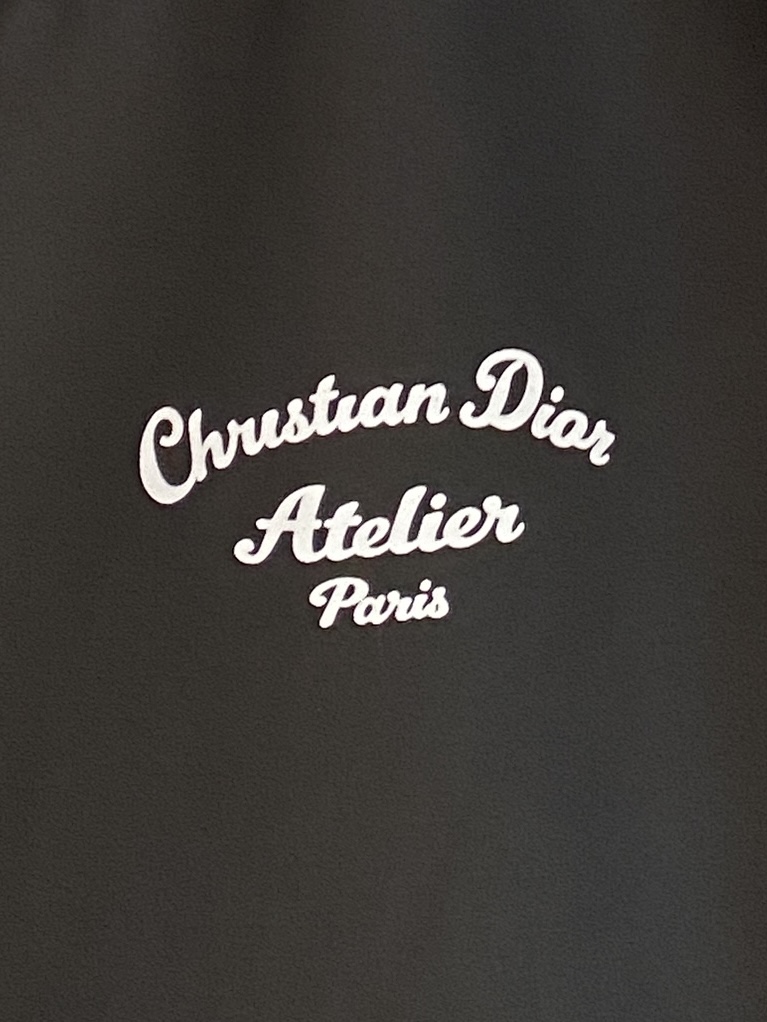 Christian Dior
Atelier
Paris